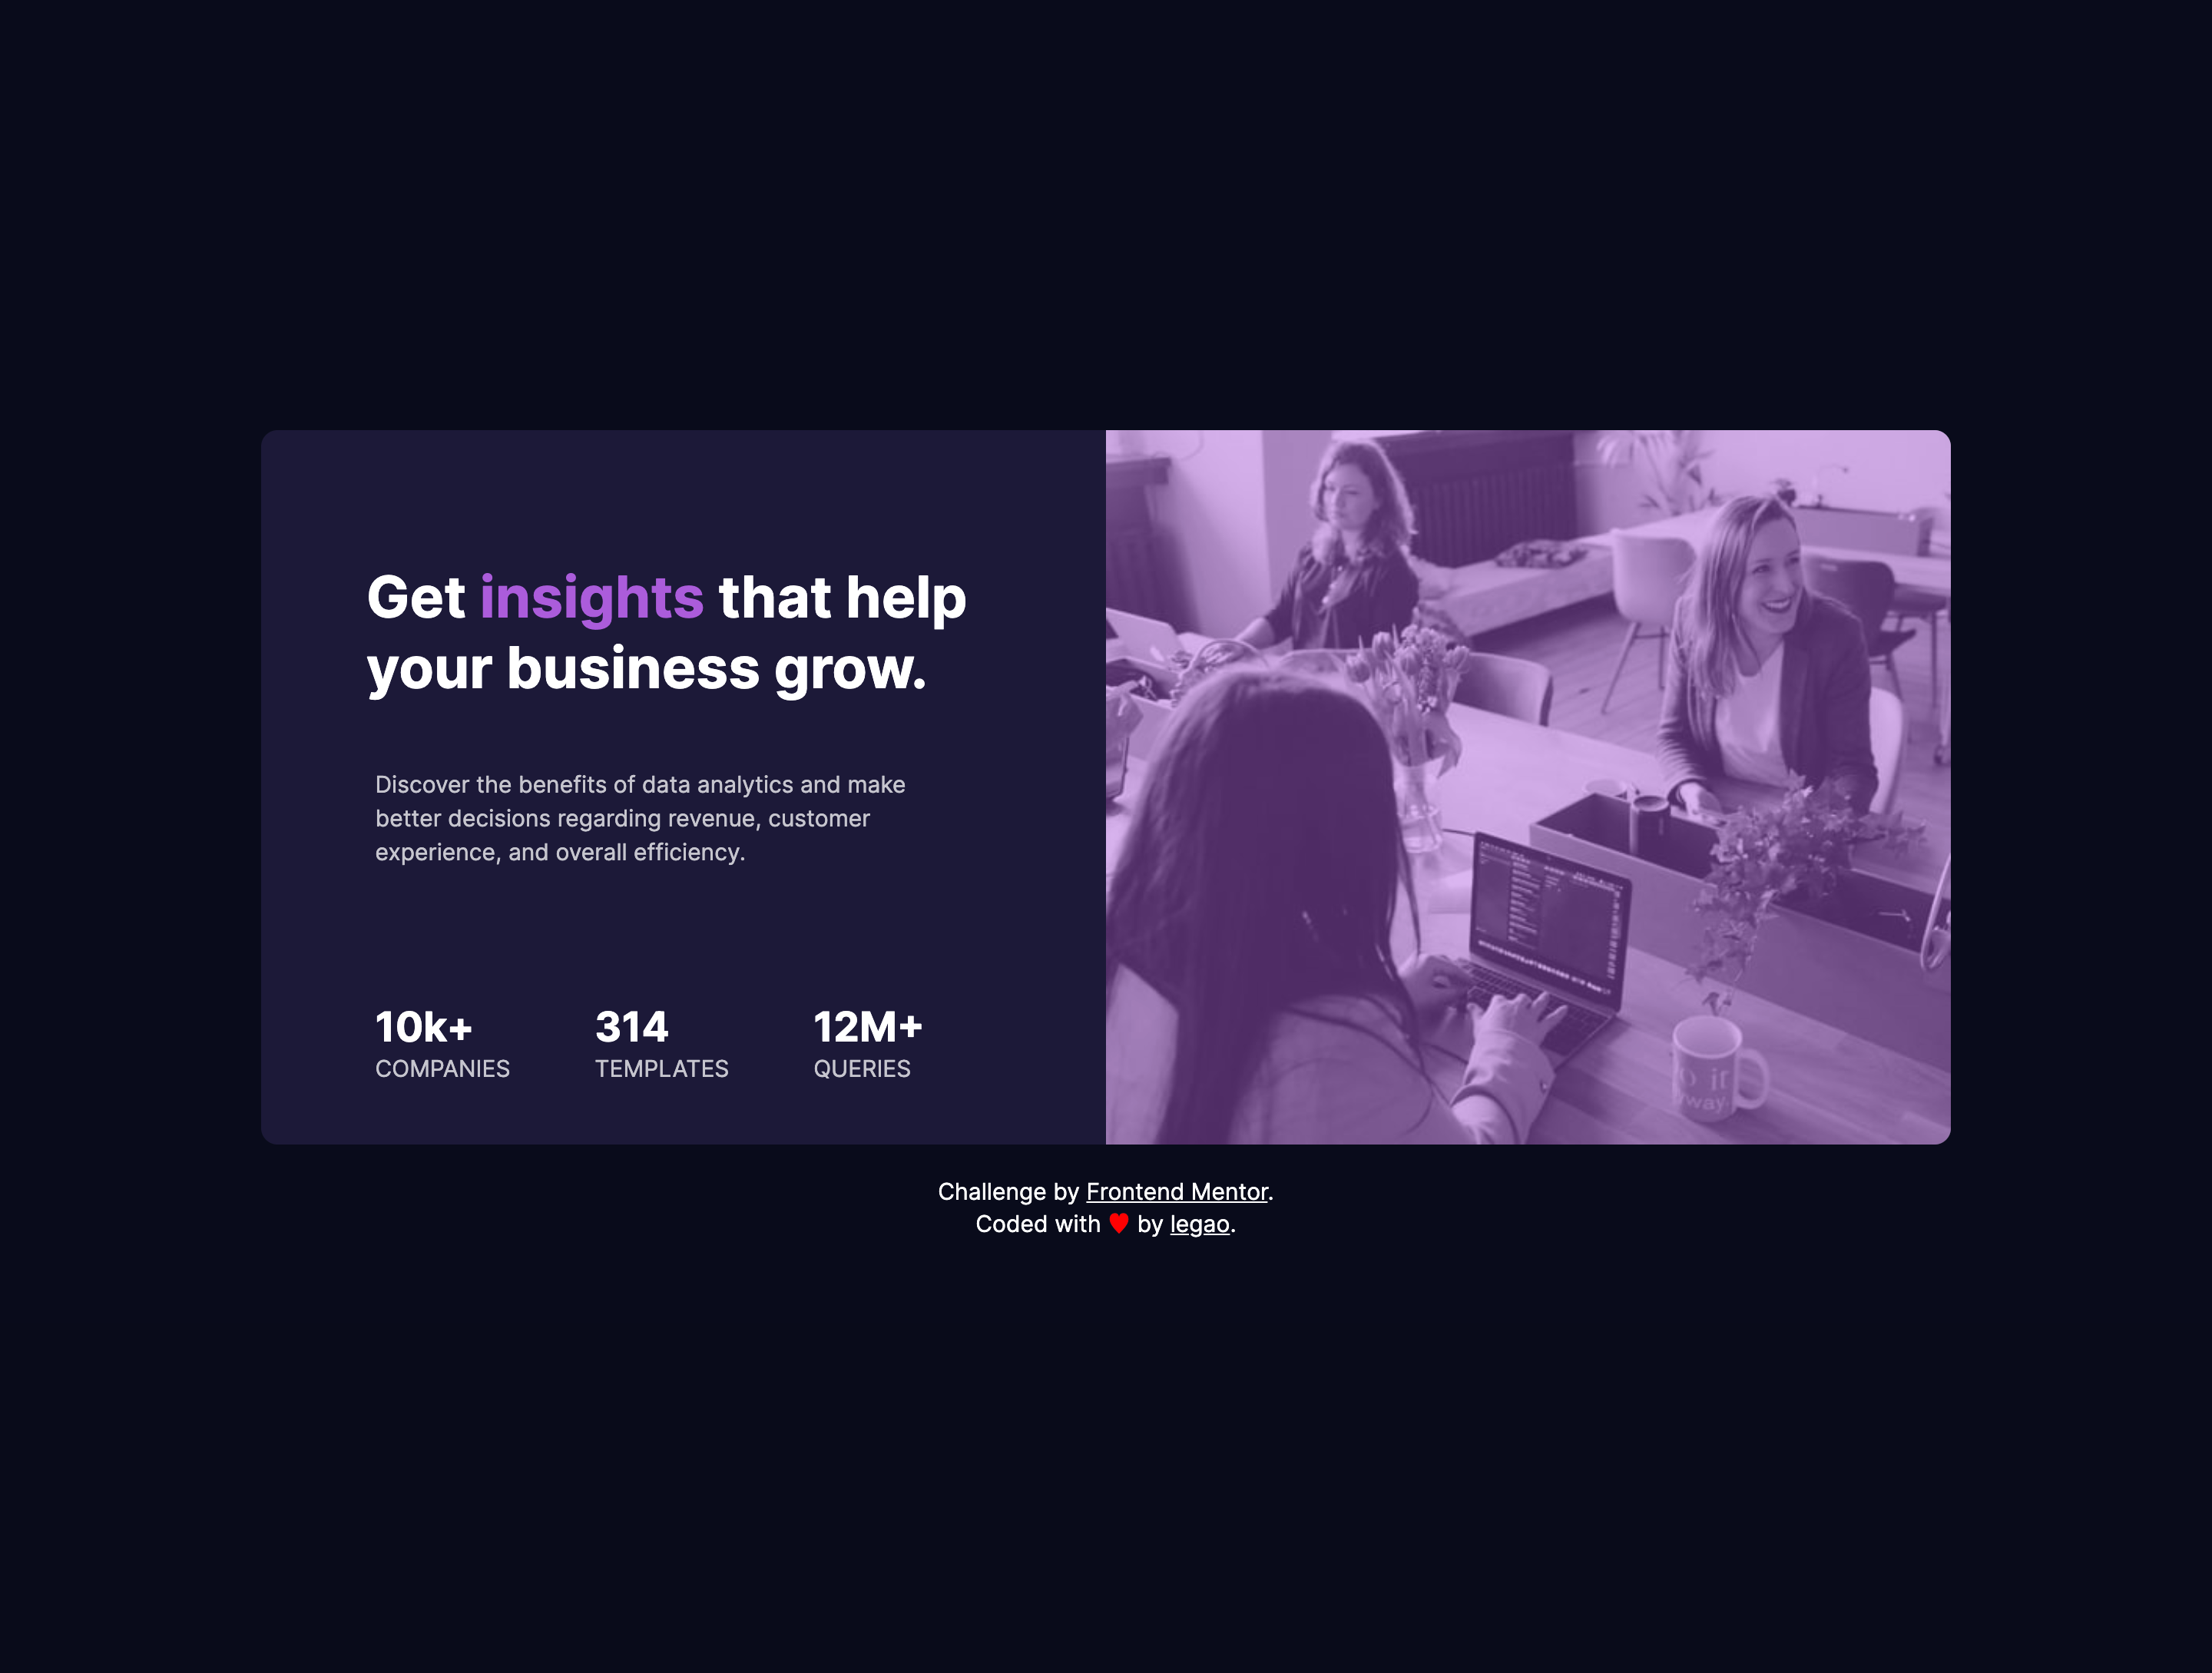 Get insights that help
your business grow.
Discover the benefits of data analytics and make
better decisions regarding revenue, customer
experience, and overall efficiency.
10k+ 314 12M+
COMPANIES TEMPLATES QUERIES
Challenge by Frontend Mentor.
Coded with ♥ by legao.